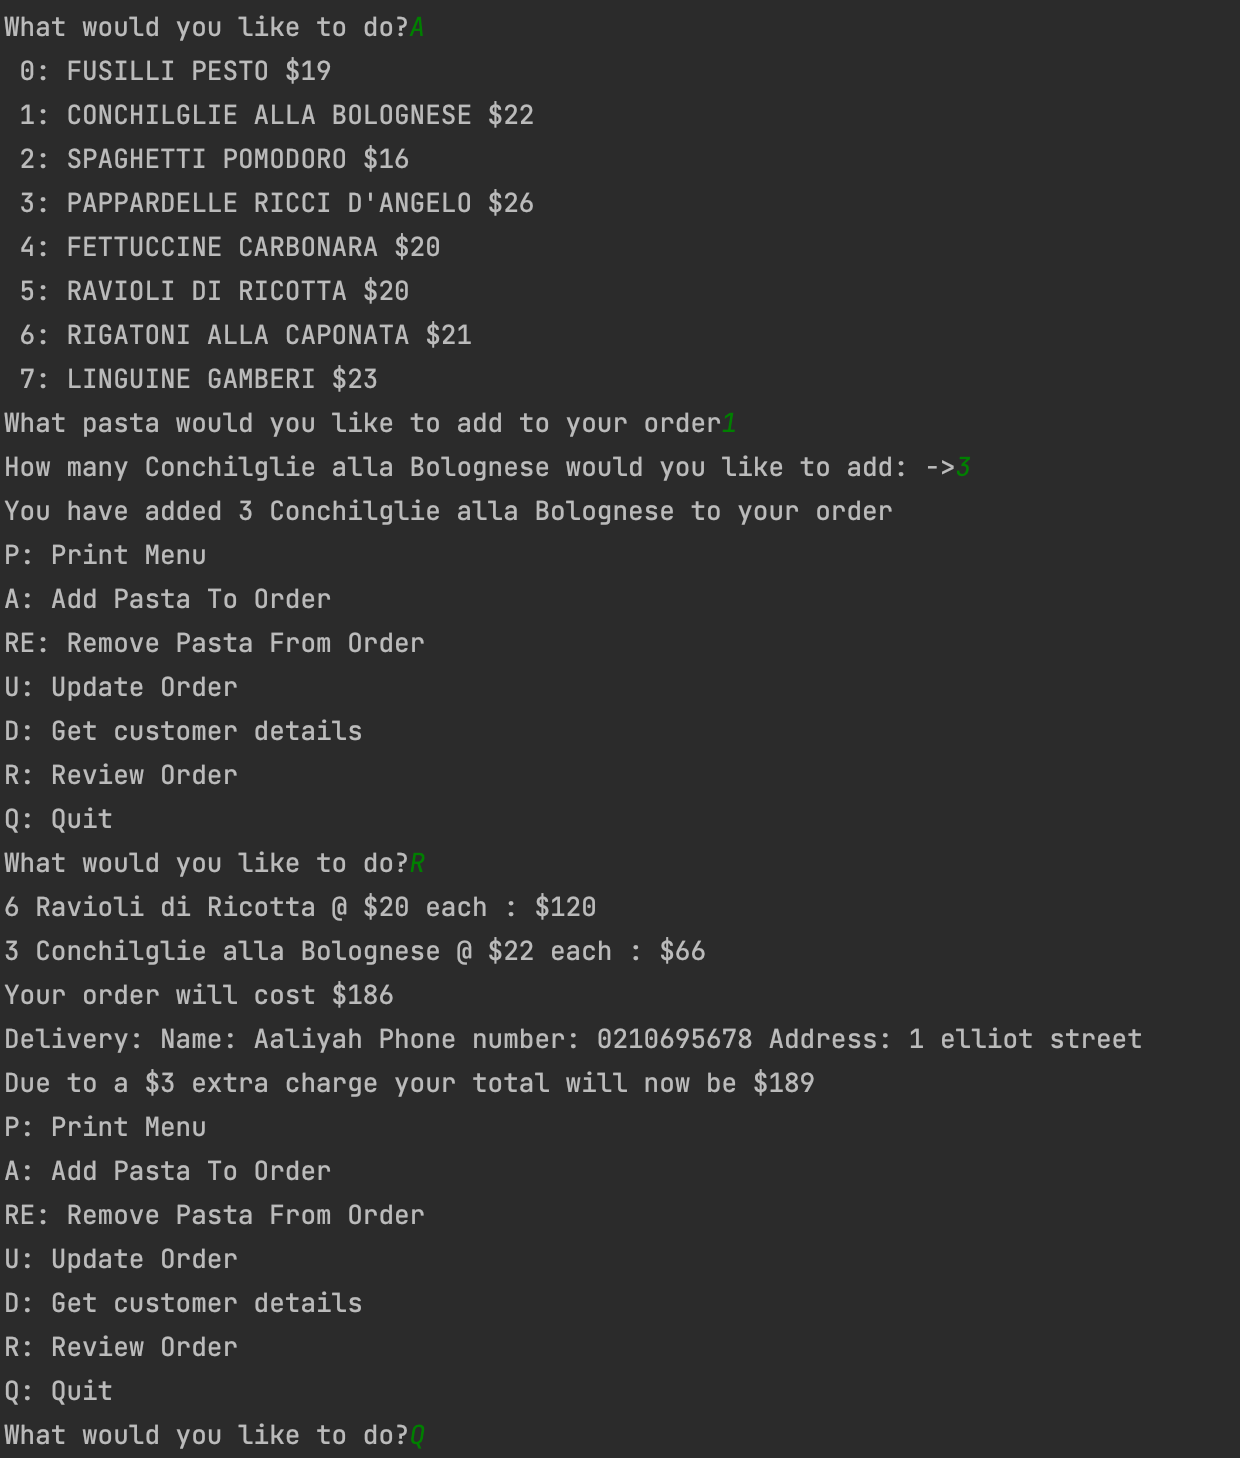 What would you like to do?A
0: FUSILLI PESTO $19
1: CONCHILGLIE ALLA BOLOGNESE $22
2: SPAGHETTI POMODORO $16
3: PAPPARDELLE RICCI D'ANGELO $26
4: FETTUCCINE CARBONARA $20
5: RAVIOLI DI RICOTTA $20
6: RIGATONI ALLA CAPONATA $21
7: LINGUINE GAMBERI $23
What pasta would you like to add to your order1
How many Conchilglie alla Bolognese would you like to add: ->3
You have added 3 Conchilglie alla Bolognese to your order
P: Print Menu
A: Add Pasta To Order
RE: Remove Pasta From Order
U: Update Order
D: Get customer details
R: Review Order
Q: Quit
What would you like to do?R
6 Ravioli di Ricotta @ $20 each : $120
3 Conchilglie alla Bolognese @ $22 each : $66
Your order will cost $186
Delivery: Name: Aaliyah Phone number: 0210695678 Address: 1 elliot street
Due to a $3 extra charge your total will now be $189
P: Print Menu
A: Add Pasta To Order
RE: Remove Pasta From Order
U: Update Order
D: Get customer details
R: Review Order
Q: Quit
What would you like to do?Q